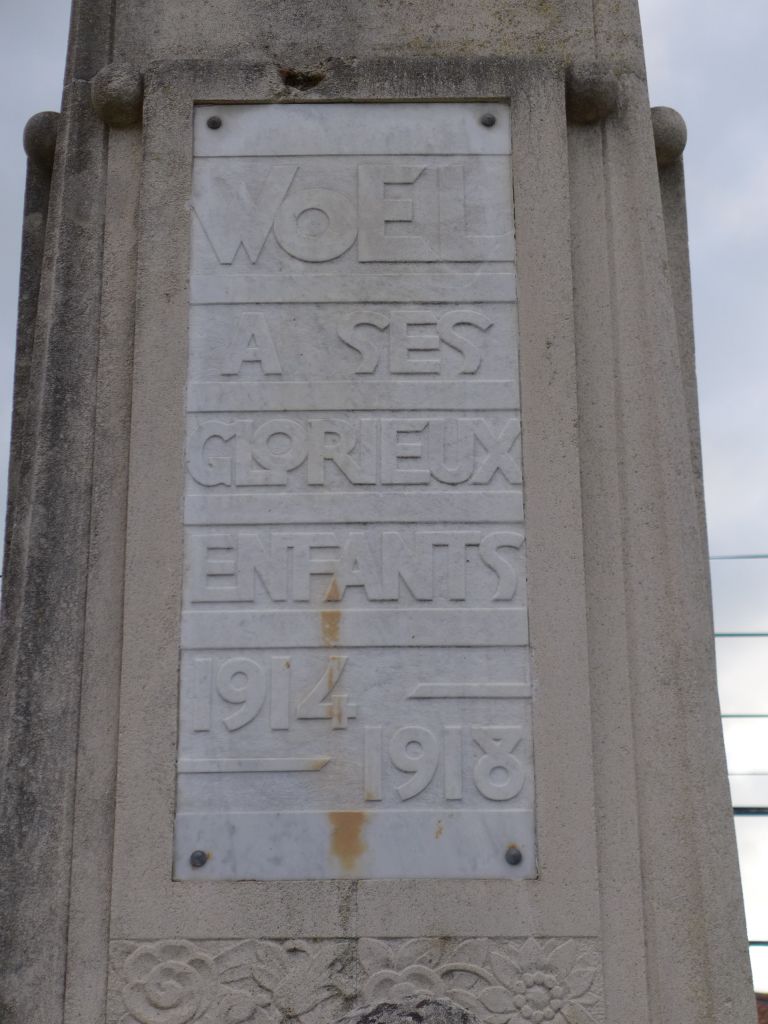 WOEL
A SES
GLORIEUX
ENFANTS
1914
1918